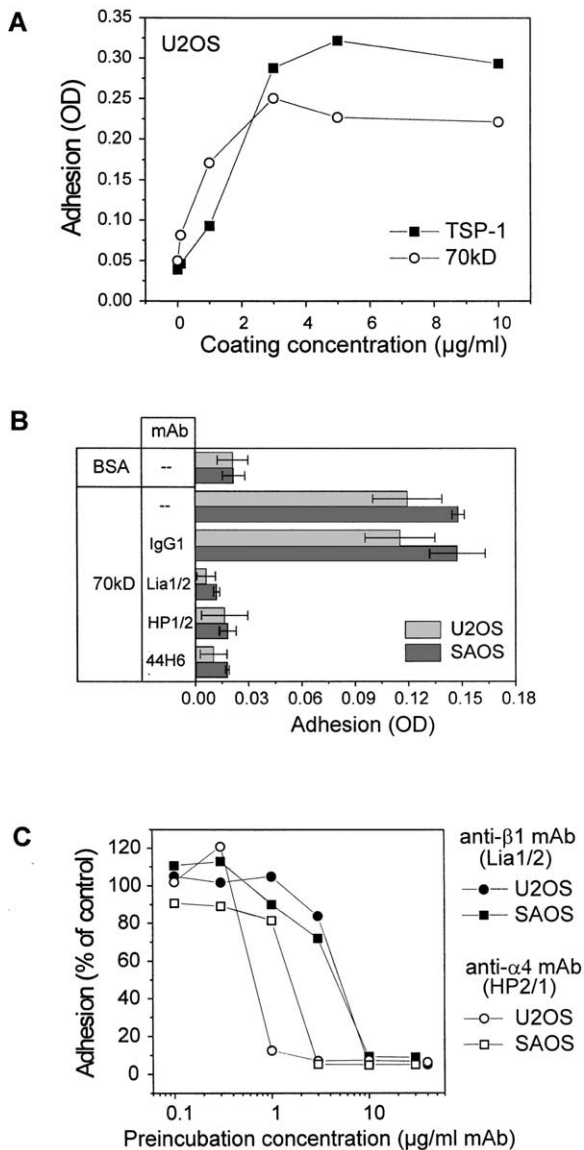 A
U2OS
0.35
0.30
0.25
0.20
0.15
0.10
0.05
0.00
Adhesion (OD)
TSP-1
70kD
0 2 4 6 8 10
Coating concentration (µg/ml)
B
mAb
BSA --
70kD
--
IgG1
Lia1/2
HP1/2
44H6
U2OS
SAOS
0.00 0.03 0.06 0.09 0.12 0.15 0.18
Adhesion (OD)
C
120
100
80
60
40
20
0
Adhesion (% of control)
0.1 1 10
Preincubation concentration (µg/ml mAb)
anti-β1 mAb
(Lia1/2)
U2OS
SAOS
anti-α4 mAb
(HP2/1)
U2OS
SAOS